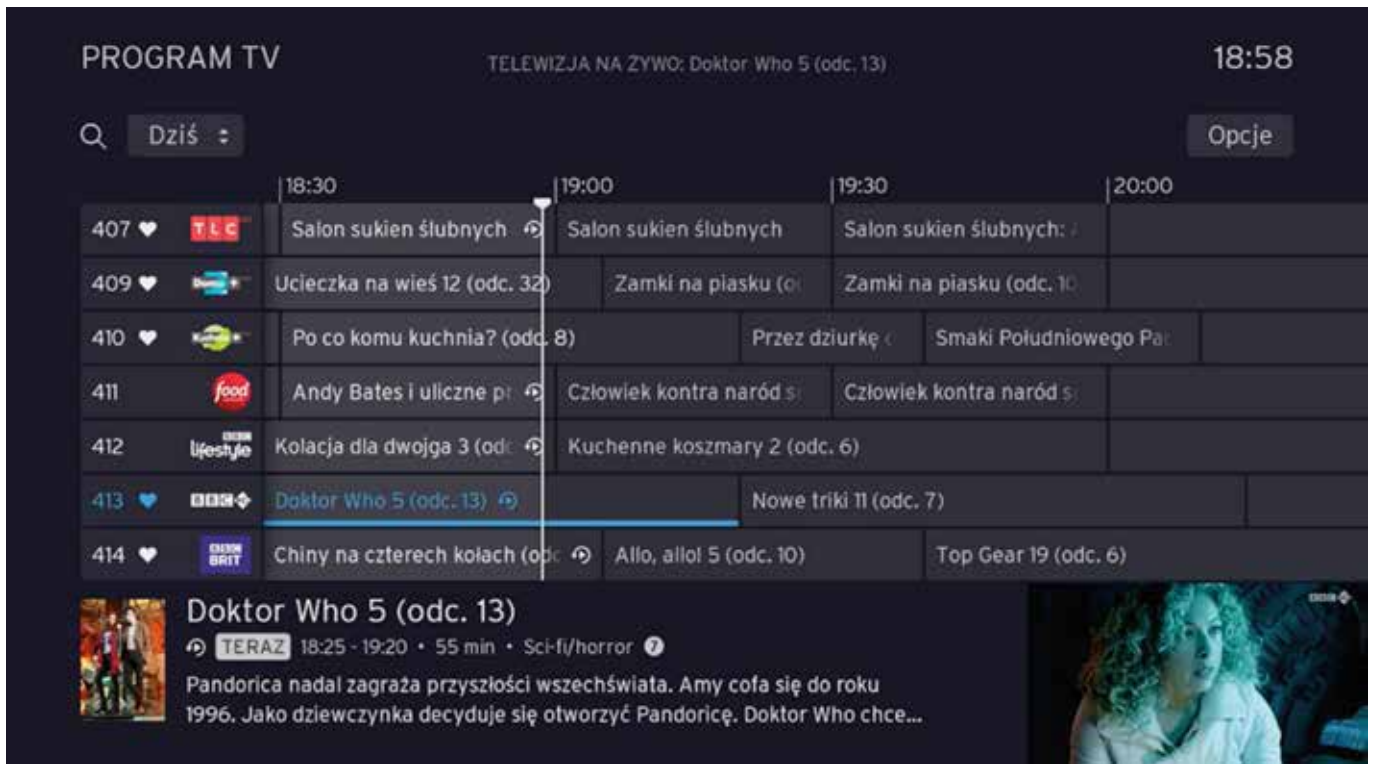 PROGRAM TV
TELEWIZJA NA ŻYWO: Doktor Who 5 (odc. 13)
18:58
Dziś
Opcje
18:30 19:00 19:30 20:00
407 TLC Salon sukien ślubnych Salon sukien ślubnych Salon sukien ślubnych:
409 Ucieczka na wieś 12 (odc. 32) Zamki na piasku Zamki na piasku (odc. 10
410 Po co komu kuchnia? (odc. 8) Przez dziurkę Smaki Południowego
411 food Andy Bates i uliczne Człowiek kontra naród Człowiek kontra naród
412 BBC lifestyle Kolacja dla dwojga 3 Kuchenne koszmary 2 (odc. 6)
413 BBC Doktor Who 5 (odc. 13) Nowe triki 11 (odc. 7)
414 BBC BRIT Chiny na czterech kołach Allo, allo! 5 (odc. 10) Top Gear 19 (odc. 6)
Doktor Who 5 (odc. 13)
TERAZ 18:25 - 19:20 • 55 min • Sci-fi/horror 7
Pandorica nadal zagraża przyszłości wszechświata. Amy cofa się do roku
1996. Jako dziewczynka decyduje się otworzyć Pandoricę. Doktor Who chce...
BBC